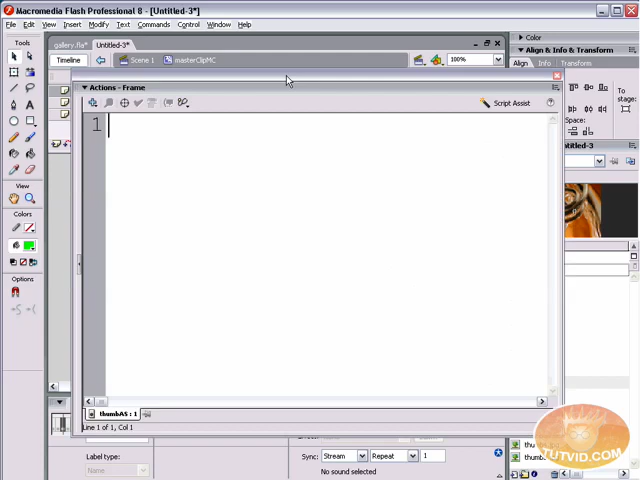 Macromedia Flash Professional 8 - [Untitled-3*]
File Edit View Insert Modify Text Commands Control Window Help
Tools
gallery.fla* Untitled-3*
Timeline Scene 1 masterClipMC 100%
Color
Align & Info & Transform
Align Info Transform
To stage:
Space:
Actions - Frame
Script Assist
1
ntitled-3
View
Colors
Options
thumbAS : 1
Line 1 of 1, Col 1
Label type:
Name
Sync: Stream Repeat 1
No sound selected
TUTVID.COM